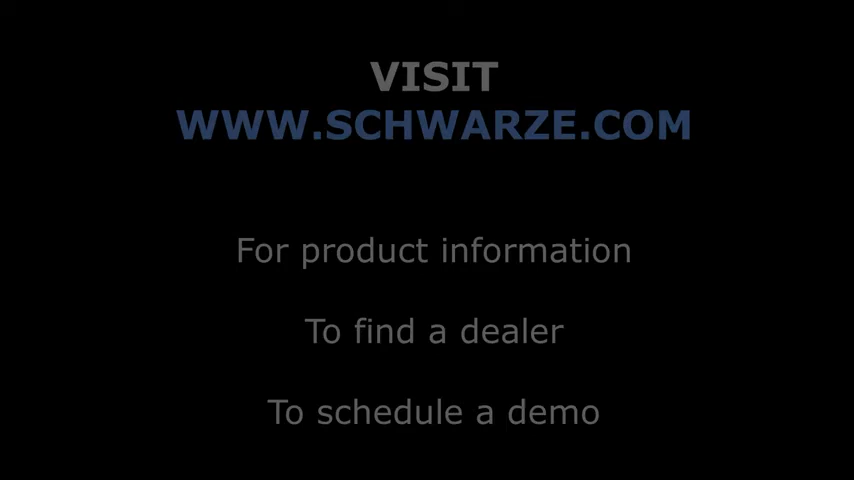 VISIT
WWW.SCHWARZE.COM
For product information
To find a dealer
To schedule a demo